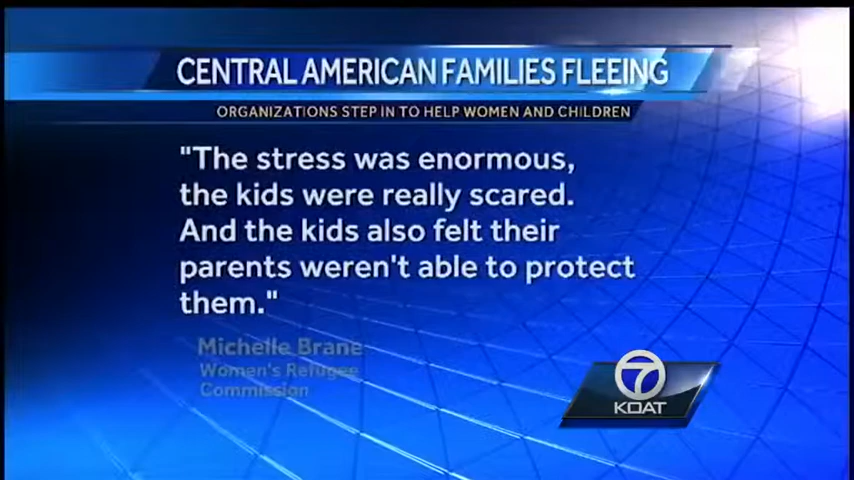 CENTRAL AMERICAN FAMILIES FLEEING
ORGANIZATIONS STEP IN TO HELP WOMEN AND CHILDREN
"The stress was enormous,
the kids were really scared.
And the kids also felt their
parents weren't able to protect
them."
Michelle Brane
Women's Refugee
Commission
7
KOAT